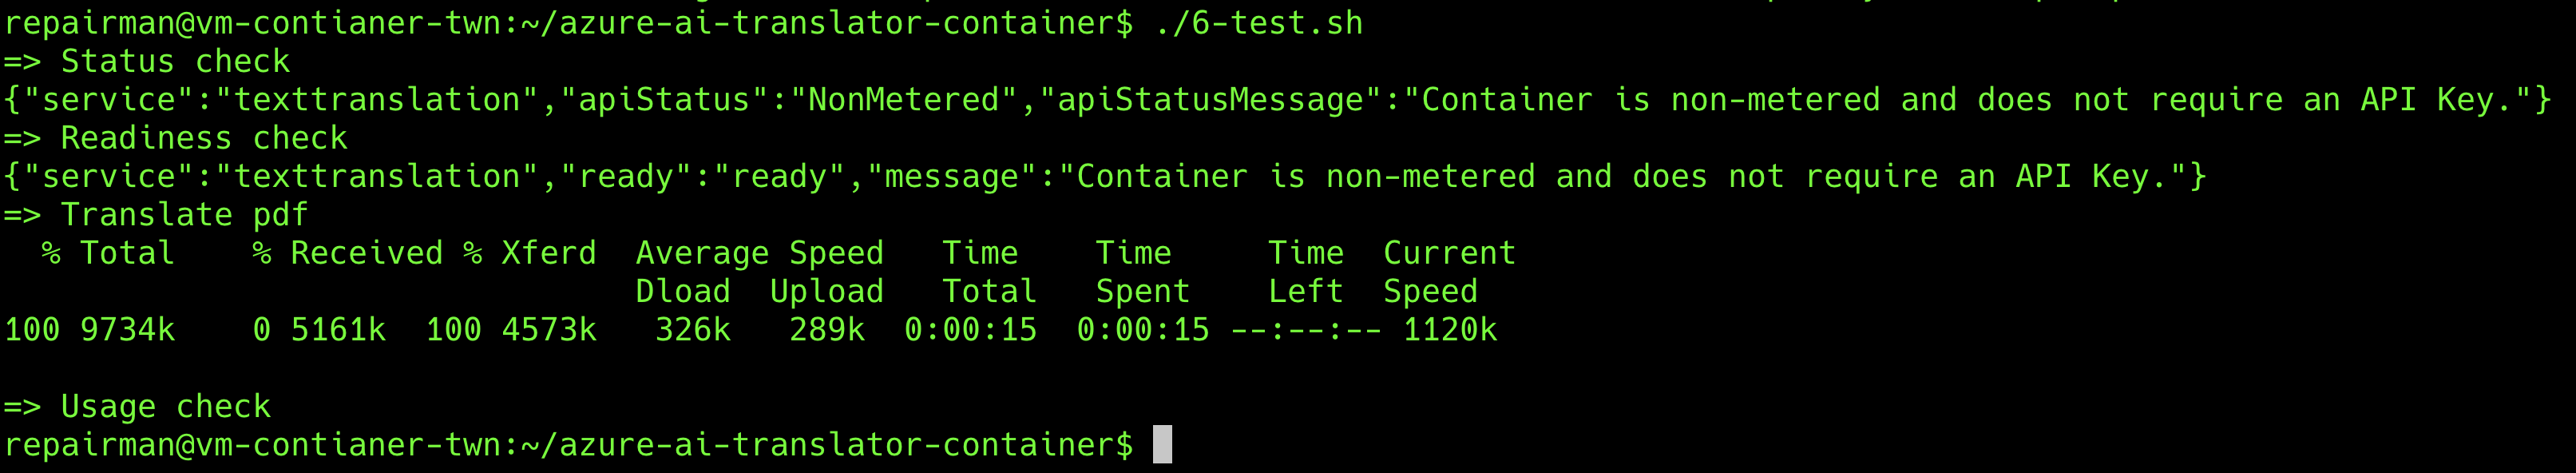 repairman@vm-contianer-twn:~/azure-ai-translator-container$ ./6-test.sh
=> Status check
{"service":"texttranslation","apiStatus":"NonMetered","apiStatusMessage":"Container is non-metered and does not require an API Key."}
=> Readiness check
{"service":"texttranslation","ready":"ready","message":"Container is non-metered and does not require an API Key."}
=> Translate pdf
  % Total    % Received % Xferd  Average Speed   Time    Time     Time  Current
                                 Dload  Upload   Total   Spent    Left  Speed
100 9734k    0 5161k  100 4573k   326k   289k  0:00:15  0:00:15 --:--:-- 1120k
=> Usage check
repairman@vm-contianer-twn:~/azure-ai-translator-container$